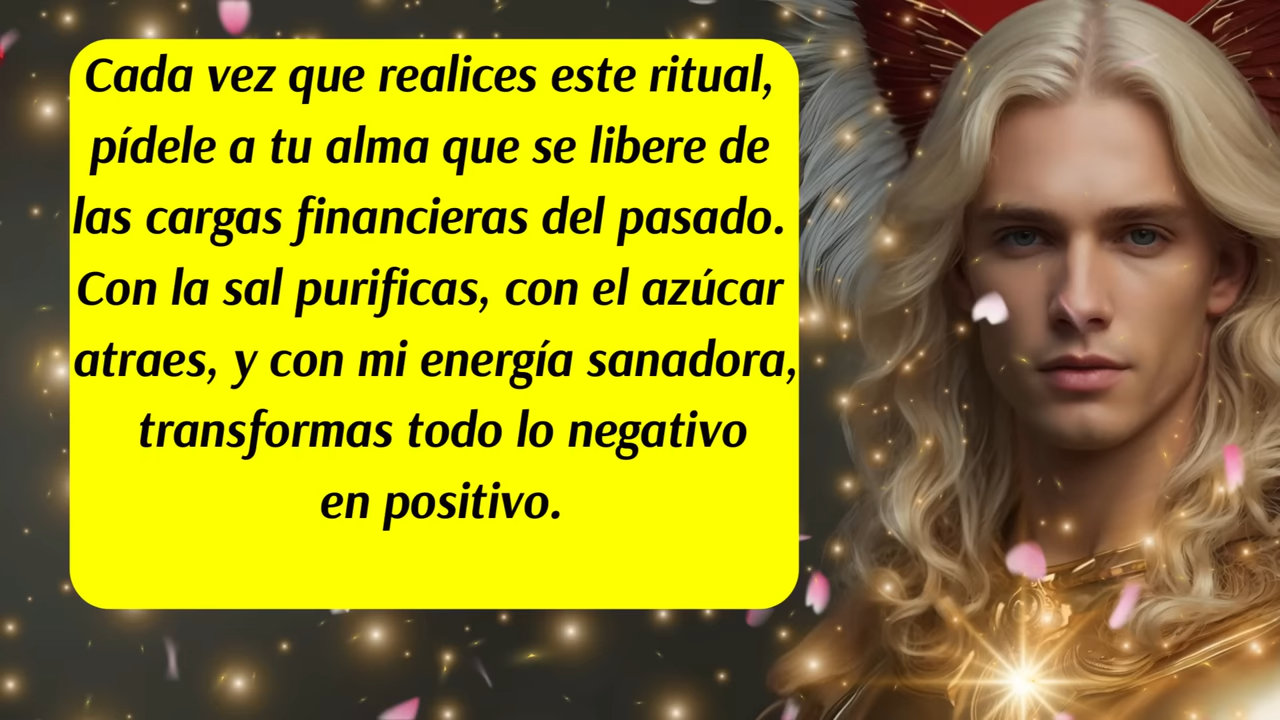 Cada vez que realices este ritual,
pídele a tu alma que se libere de
las cargas financieras del pasado.
Con la sal purificas, con el azúcar
atraes, y con mi energía sanadora,
transformas todo lo negativo
en positivo.